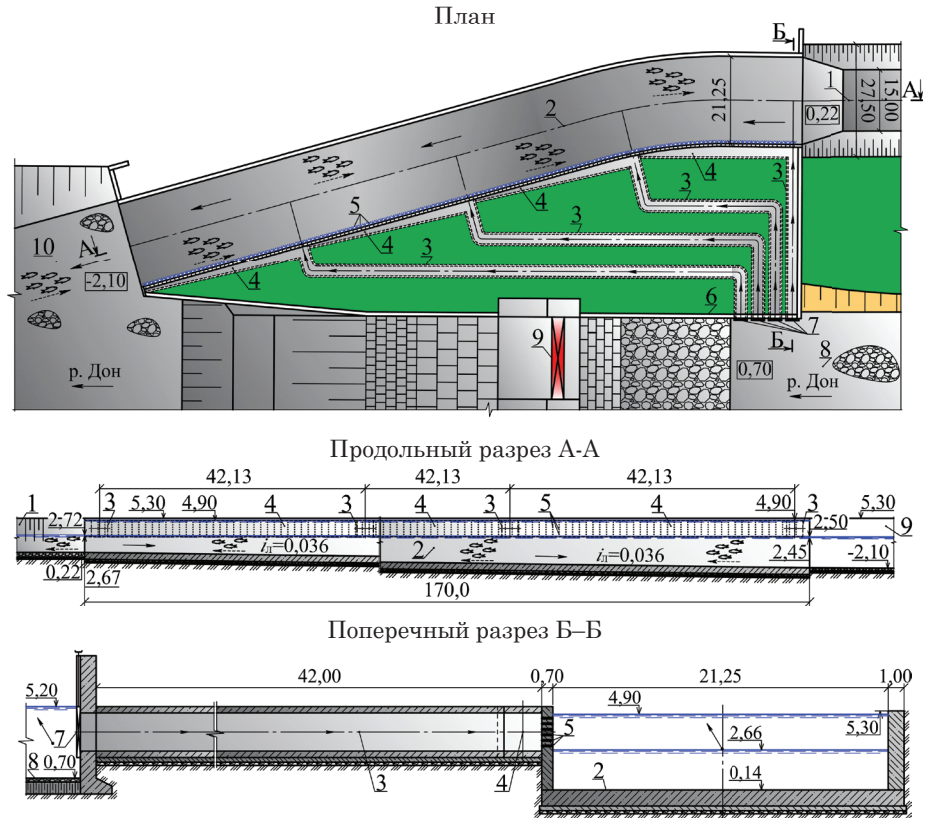 План
Б
1
А
21,25
0,22
15,00
27,50
2
4
3
3
4
3
5
4
3
4
10
А
-2,10
6
7
9
Б
8
0,70
р. Дон
р. Дон
Продольный разрез А-А
42,13 42,13 42,13
1 3 5,30 4,90 4 3 4 3 5 4 4,90 3 5,30
2,72 2,50 9
iл=0,036 2 iл=0,036 2,45 -2,10
0,22 2,67
170,0
Поперечный разрез Б–Б
42,00 0,70 21,25 1,00
5,20 4,90
5,30
7 5 2,66
8 0,70 0,14
3 4 2